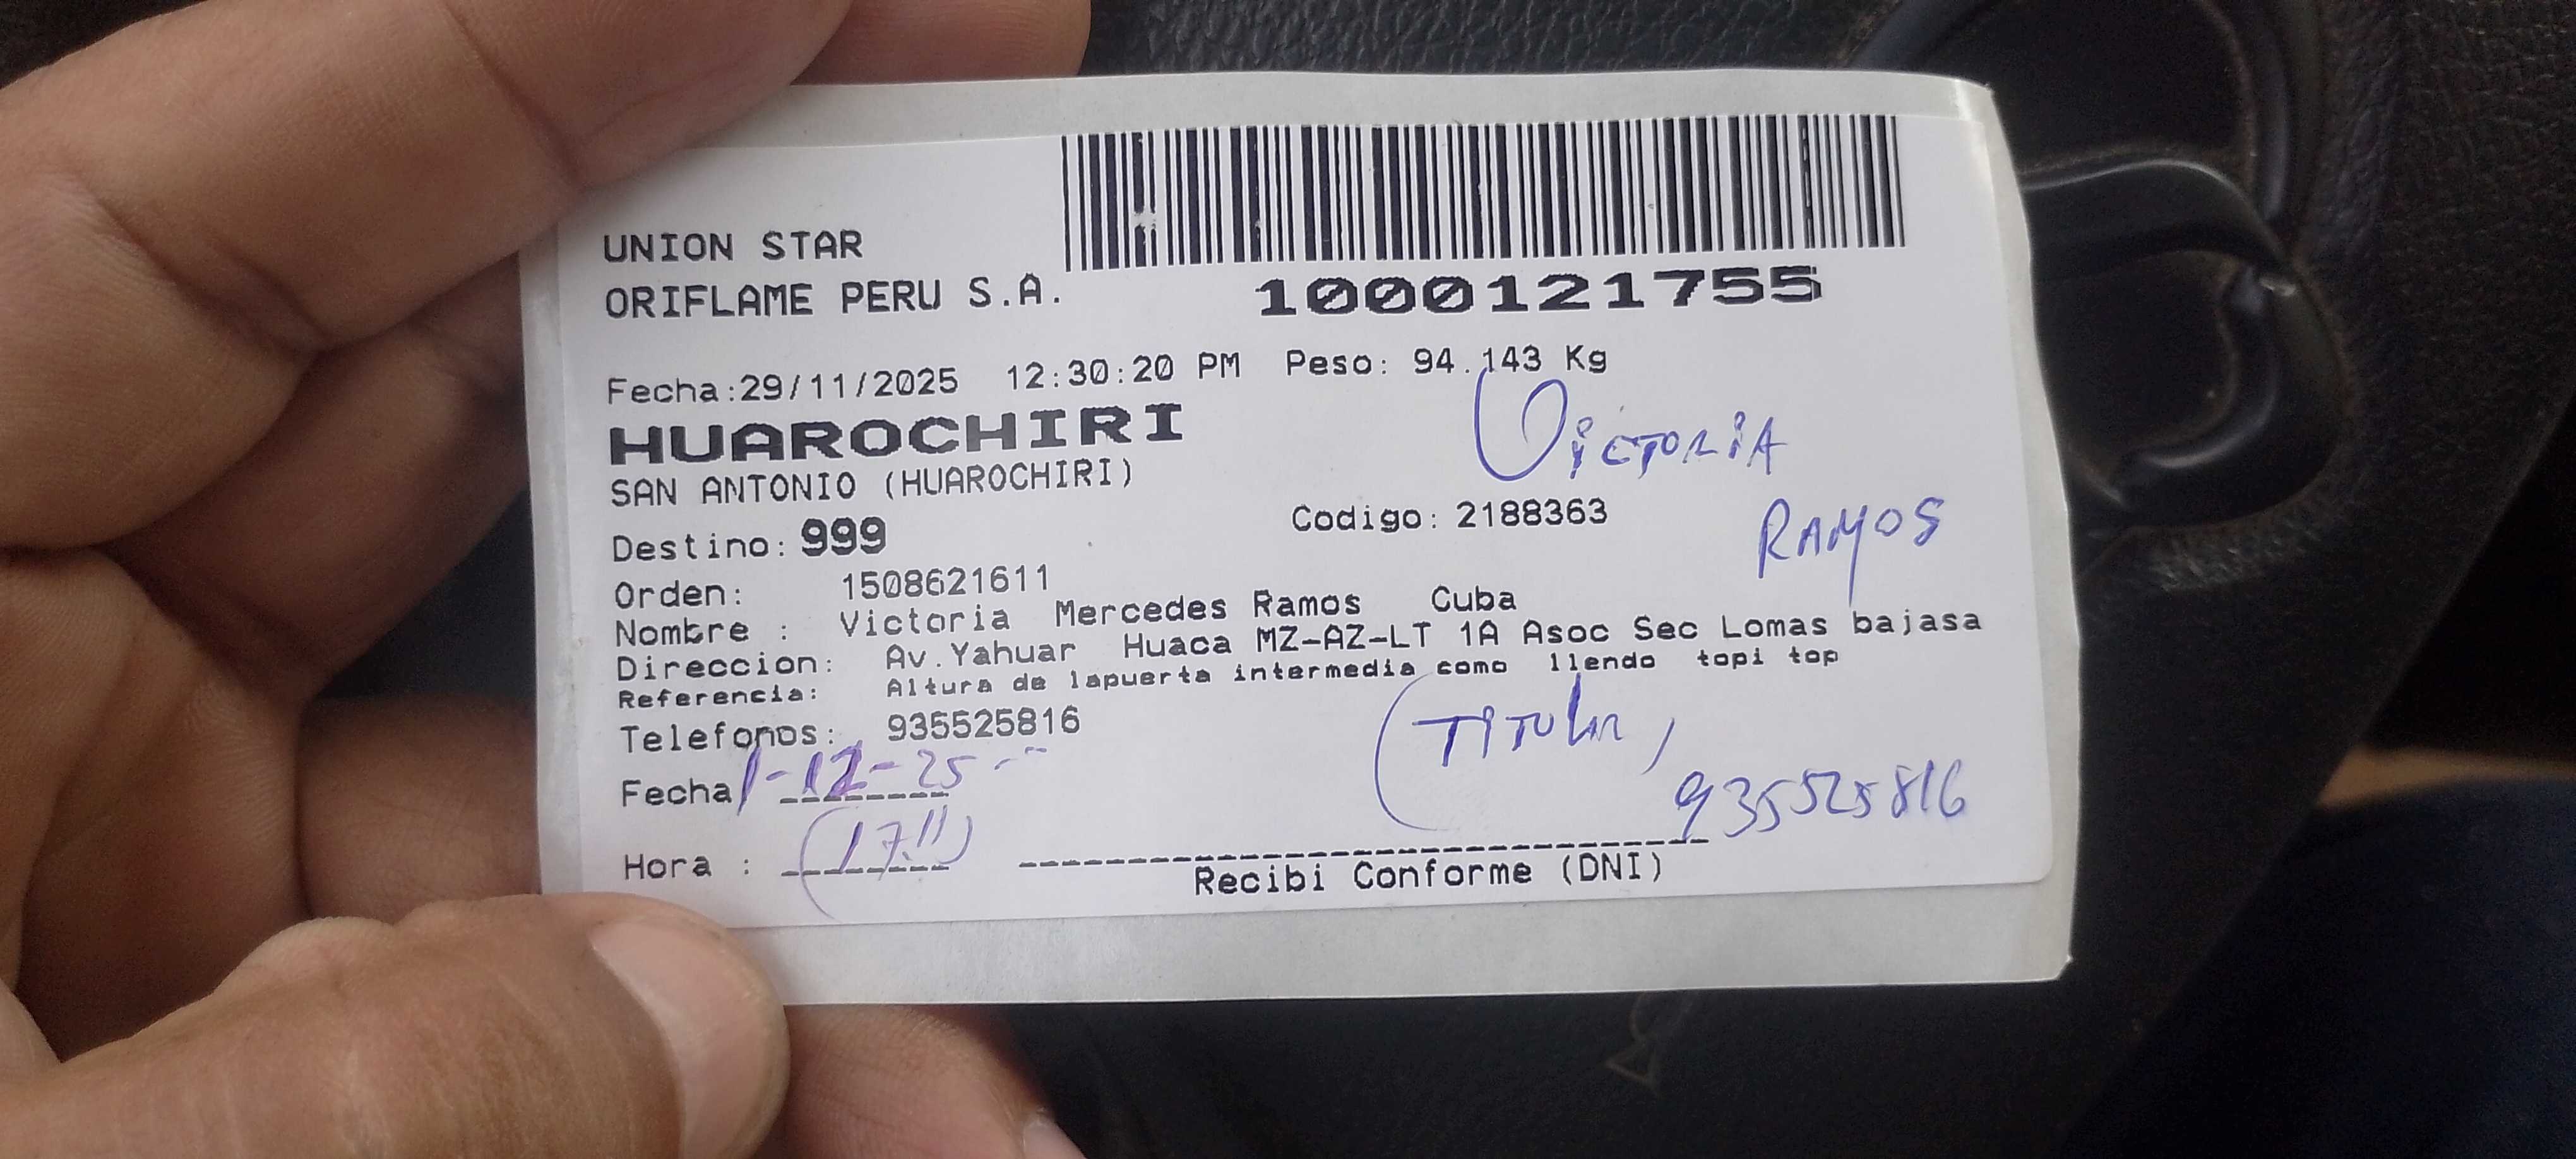 UNION STAR
ORIFLAME PERU S.A.
1000121755
Fecha:29/11/2025 12:30:20 PM Peso: 94.143 Kg
HUAROCHIRI
VICTORIA
SAN ANTONIO (HUAROCHIRI)
Destino: 999 Codigo: 2188363
RAMOS
Orden: 1508621611
Nombre : Victoria Mercedes Ramos Cuba
Direccion: Av.Yahuar Huaca MZ-AZ-LT 1A Asoc Sec Lomas bajasa
Referencia: Altura de lapuerta intermedia como llendo topi top
Telefonos: 935525816
(TITULAR)
Fecha 1-12-25
935525816
Hora : (17:11)
Recibi Conforme (DNI)